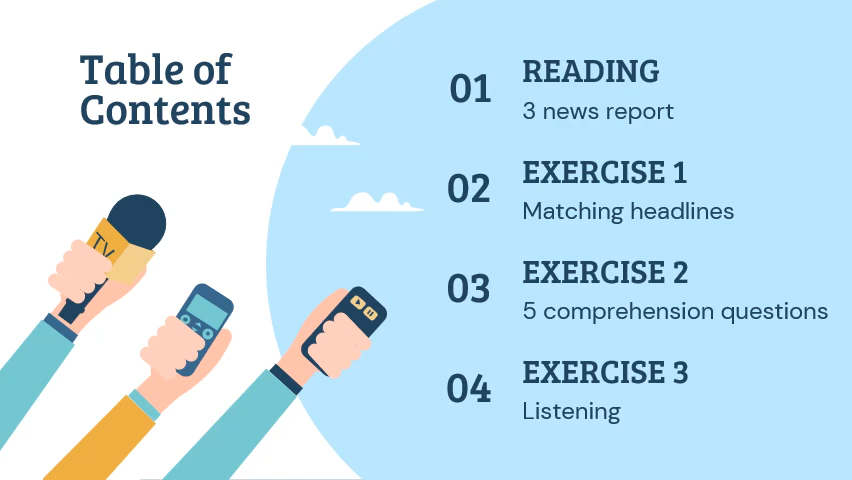 Table of
Contents
01
READING
3 news report
02
EXERCISE 1
Matching headlines
03
EXERCISE 2
5 comprehension questions
04
EXERCISE 3
Listening
TV